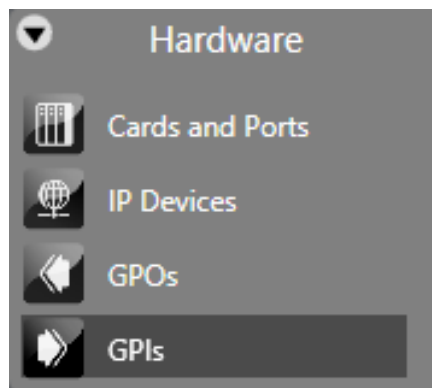 Hardware
Cards and Ports
IP Devices
GPOs
GPIs